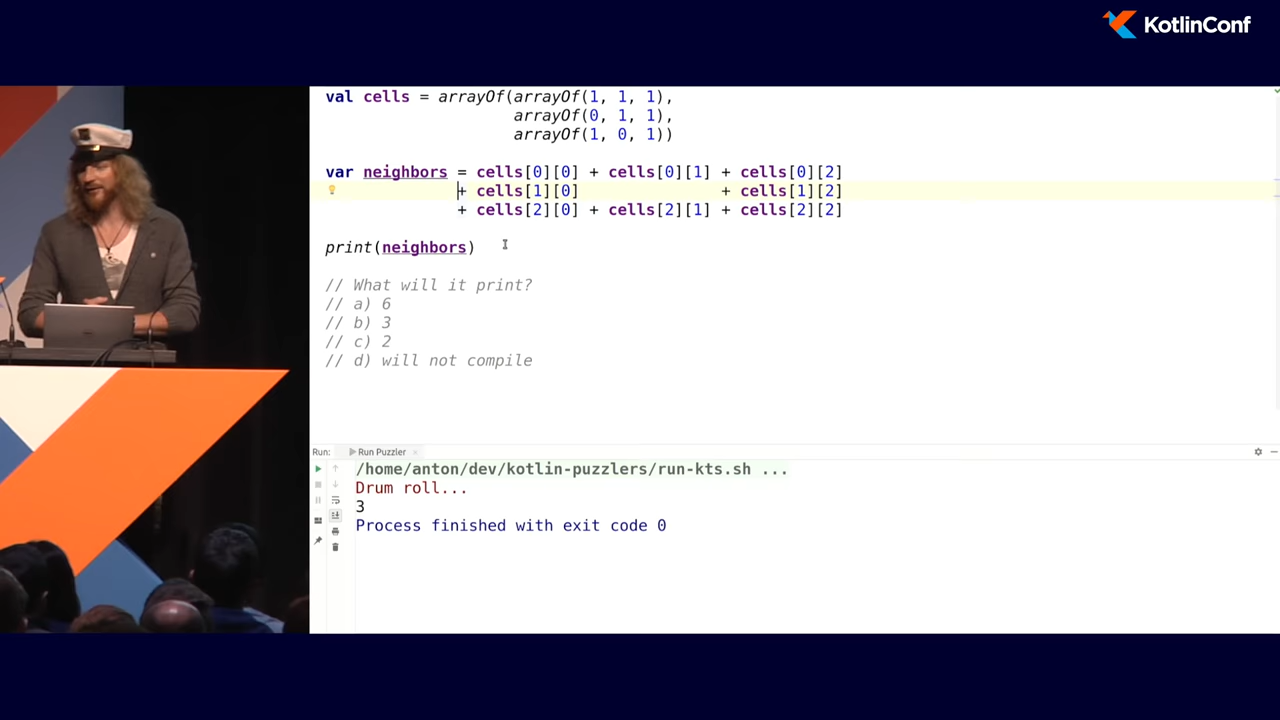 KotlinConf
val cells = arrayOf(arrayOf(1, 1, 1),
arrayOf(0, 1, 1),
arrayOf(1, 0, 1))
var neighbors = cells[0][0] + cells[0][1] + cells[0][2]
+ cells[1][0] + cells[1][2]
+ cells[2][0] + cells[2][1] + cells[2][2]
print(neighbors)
// What will it print?
// a) 6
// b) 3
// c) 2
// d) will not compile
Run: Run Puzzler
/home/anton/dev/kotlin-puzzlers/run-kts.sh ...
Drum roll...
3
Process finished with exit code 0